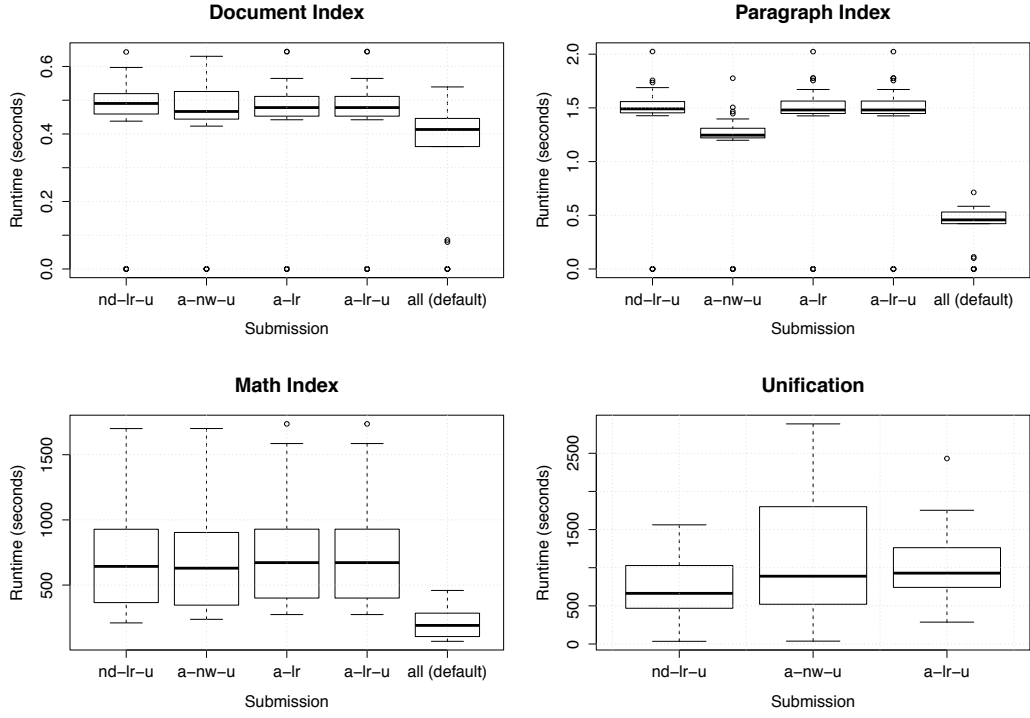 Document Index
Runtime (seconds)
0.0
0.2
0.4
0.6
nd−lr−u a−nw−u a−lr a−lr−u all (default)
Submission
Paragraph Index
Runtime (seconds)
0.0
0.5
1.0
1.5
2.0
nd−lr−u a−nw−u a−lr a−lr−u all (default)
Submission
Math Index
Runtime (seconds)
500
1000
1500
nd−lr−u a−nw−u a−lr a−lr−u all (default)
Submission
Unification
Runtime (seconds)
0
500
1500
2500
nd−lr−u a−nw−u a−lr−u
Submission